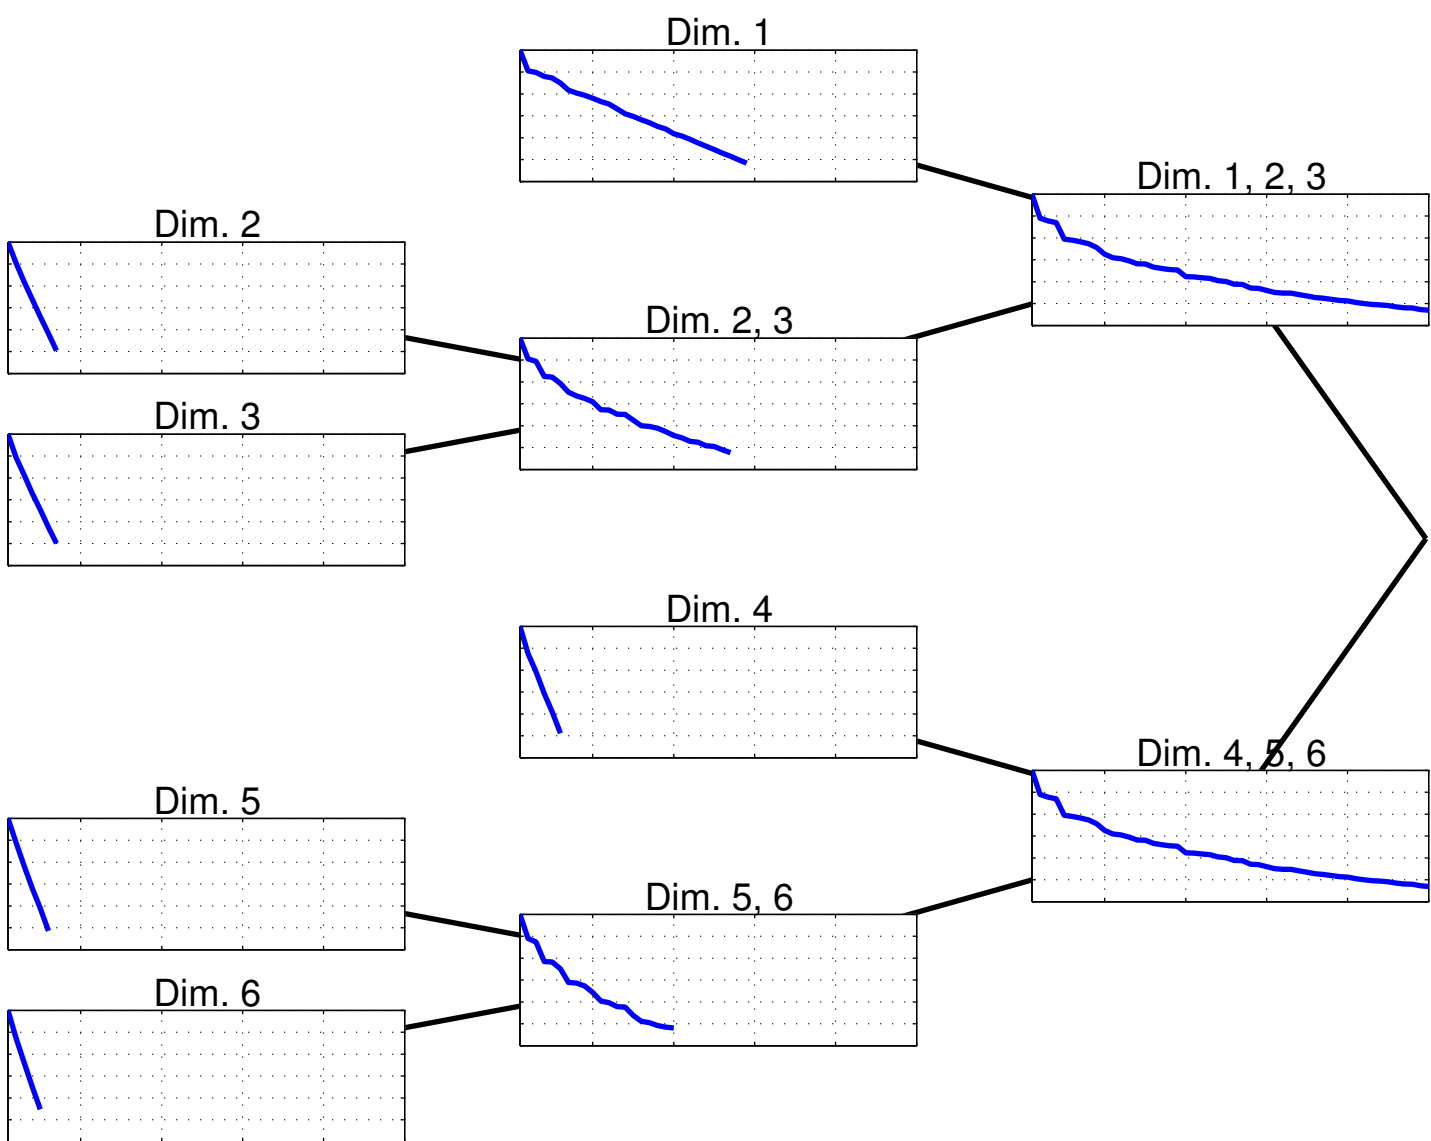 Dim. 1
Dim. 1, 2, 3
Dim. 2
Dim. 2, 3
Dim. 3
Dim. 4
Dim. 4, 5, 6
Dim. 5
Dim. 5, 6
Dim. 6